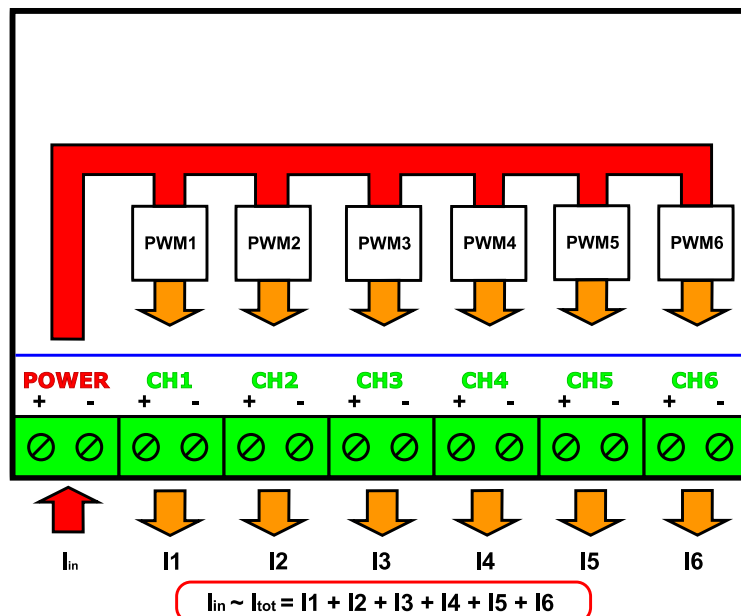 PWM1 PWM2 PWM3 PWM4 PWM5 PWM6
POWER CH1 CH2 CH3 CH4 CH5 CH6
+ - + - + - + - + - + - + -
Iin I1 I2 I3 I4 I5 I6
Iin ~ Itot = I1 + I2 + I3 + I4 + I5 + I6